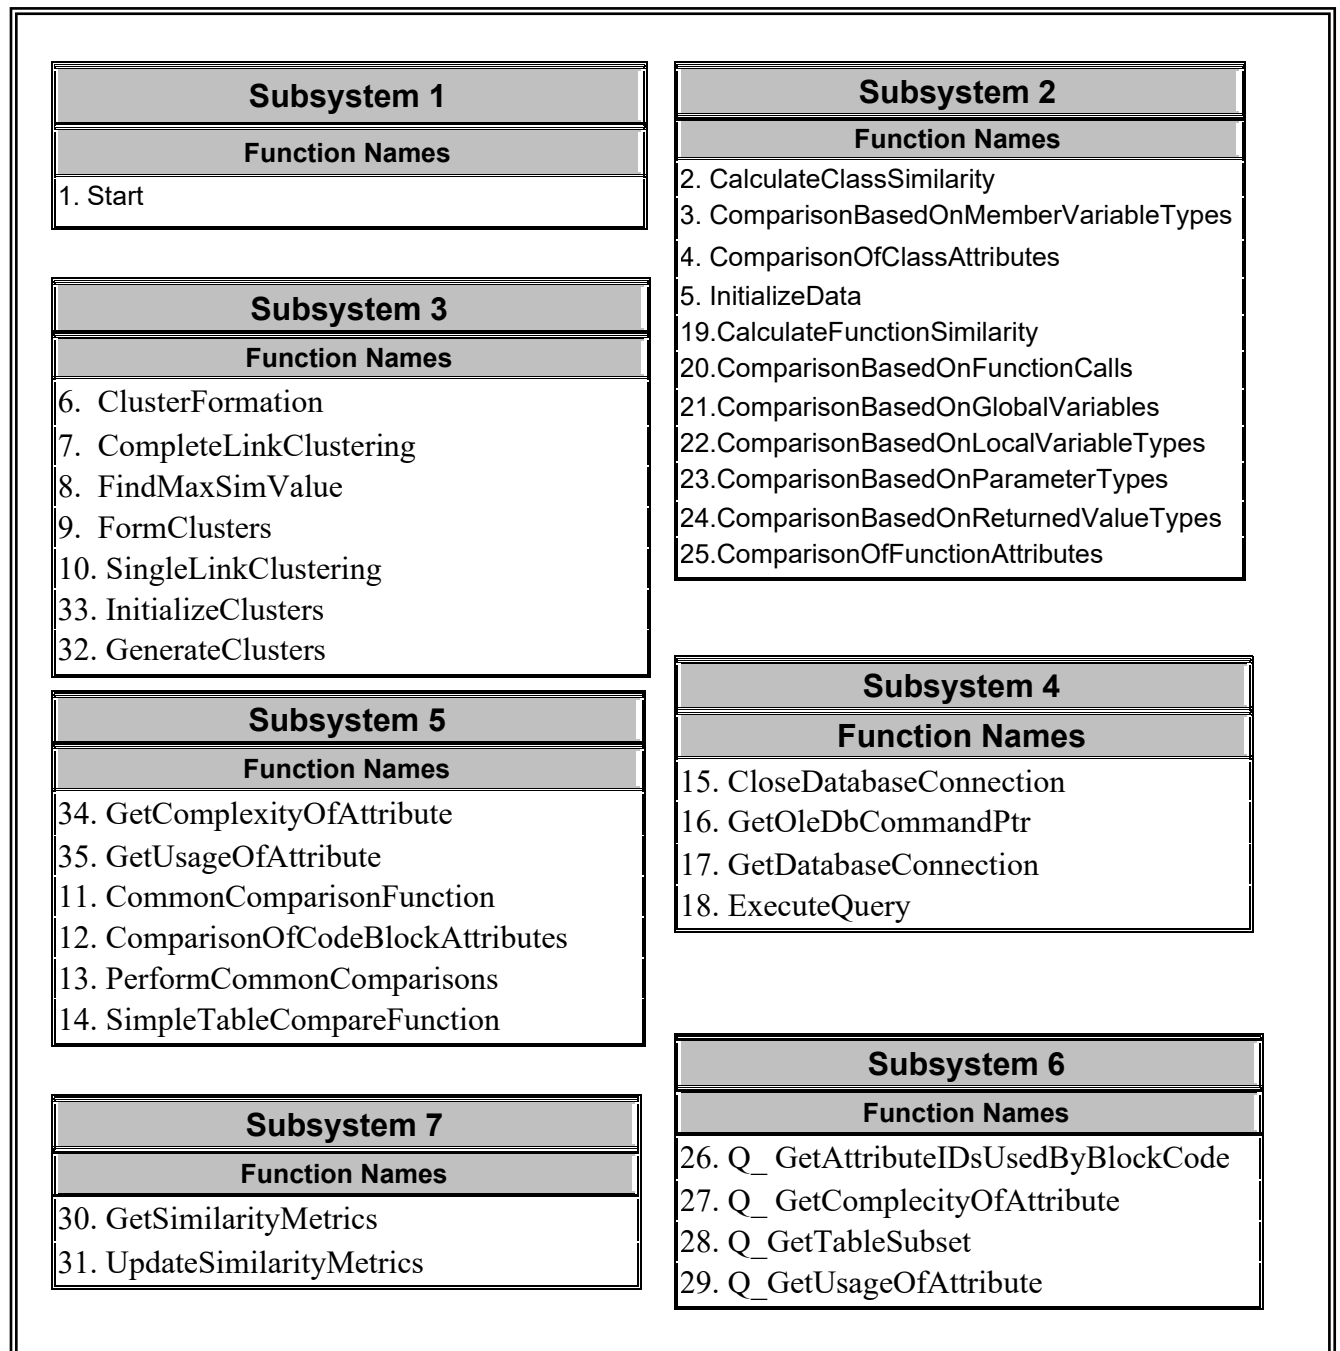 Subsystem 1
Function Names
1. Start
Subsystem 2
Function Names
2. CalculateClassSimilarity
3. ComparisonBasedOnMemberVariableTypes
4. ComparisonOfClassAttributes
5. InitializeData
19.CalculateFunctionSimilarity
20.ComparisonBasedOnFunctionCalls
21.ComparisonBasedOnGlobalVariables
22.ComparisonBasedOnLocalVariableTypes
23.ComparisonBasedOnParameterTypes
24.ComparisonBasedOnReturnedValueTypes
25.ComparisonOfFunctionAttributes
Subsystem 3
Function Names
6. ClusterFormation
7. CompleteLinkClustering
8. FindMaxSimValue
9. FormClusters
10. SingleLinkClustering
33. InitializeClusters
32. GenerateClusters
Subsystem 4
Function Names
15. CloseDatabaseConnection
16. GetOleDbCommandPtr
17. GetDatabaseConnection
18. ExecuteQuery
Subsystem 5
Function Names
34. GetComplexityOfAttribute
35. GetUsageOfAttribute
11. CommonComparisonFunction
12. ComparisonOfCodeBlockAttributes
13. PerformCommonComparisons
14. SimpleTableCompareFunction
Subsystem 6
Function Names
26. Q_ GetAttributeIDsUsedByBlockCode
27. Q_ GetComplecityOfAttribute
28. Q_GetTableSubset
29. Q_GetUsageOfAttribute
Subsystem 7
Function Names
30. GetSimilarityMetrics
31. UpdateSimilarityMetrics